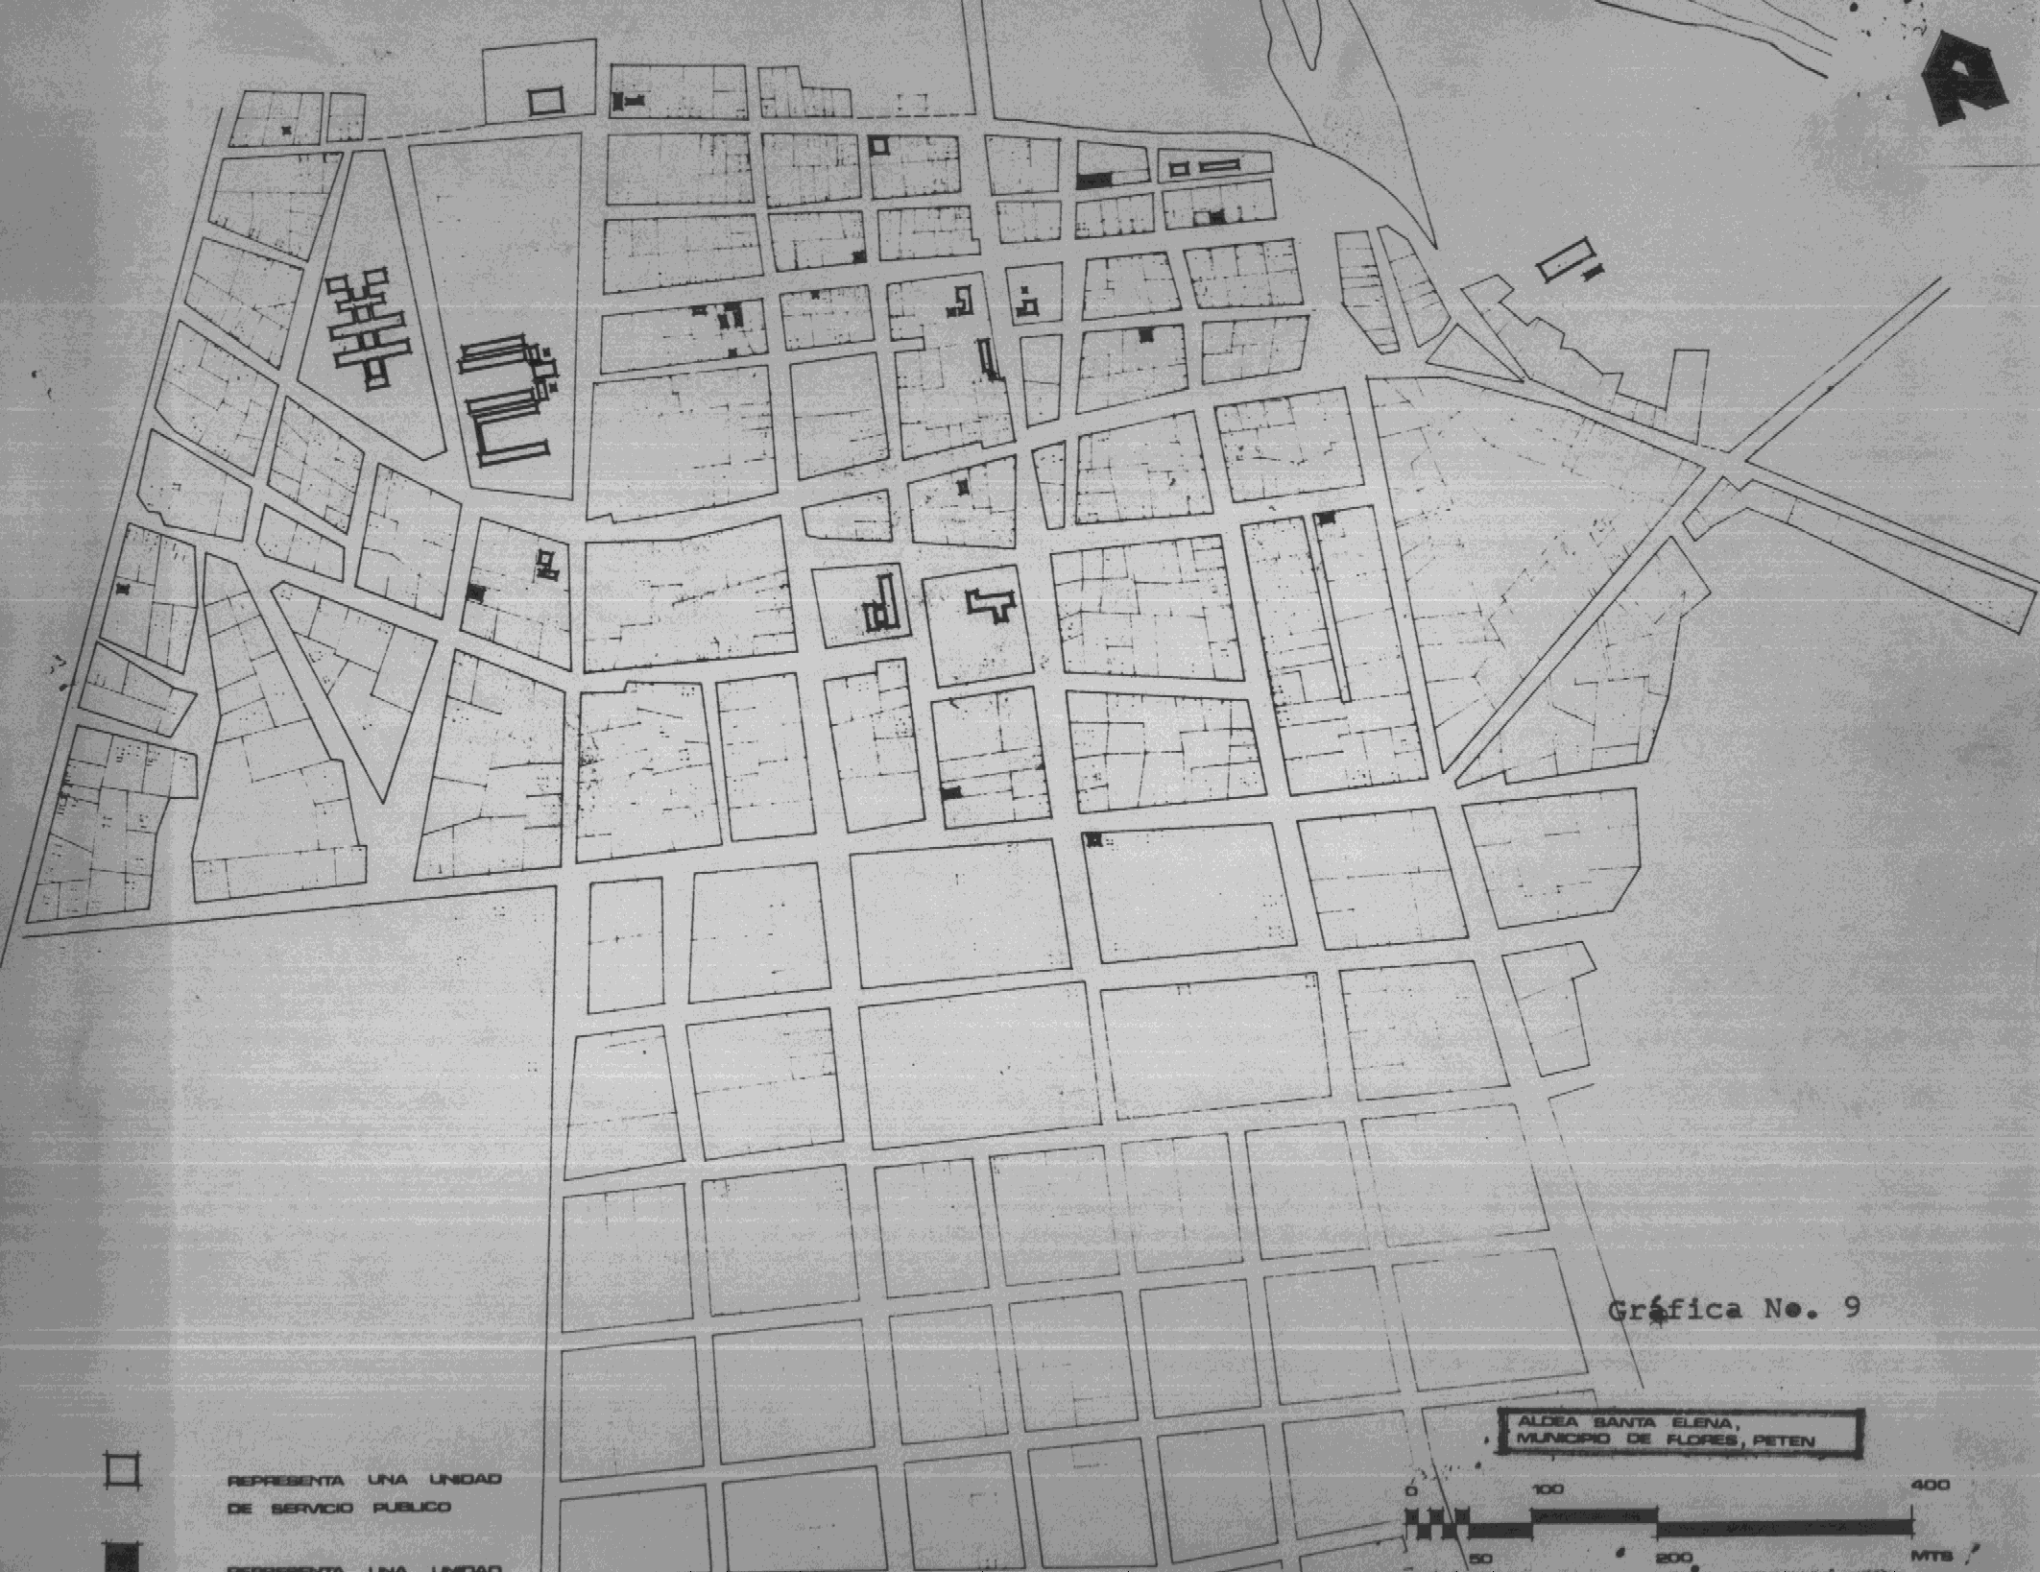 Gráfica No. 9
ALDEA SANTA ELENA,
MUNICIPIO DE FLORES, PETEN
0 100 400
50 200 MTS
REPRESENTA UNA UNIDAD
DE SERVICIO PUBLICO
REPRESENTA UNA UNIDAD